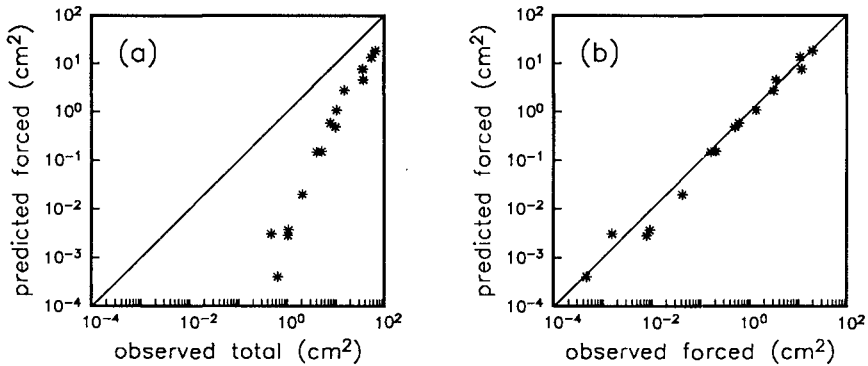 (a)
predicted forced (cm²)
10²
10¹
10⁰
10⁻¹
10⁻²
10⁻³
10⁻⁴
10⁻⁴ 10⁻² 10⁰ 10²
observed total (cm²)
(b)
predicted forced (cm²)
10²
10¹
10⁰
10⁻¹
10⁻²
10⁻³
10⁻⁴
10⁻⁴ 10⁻² 10⁰ 10²
observed forced (cm²)